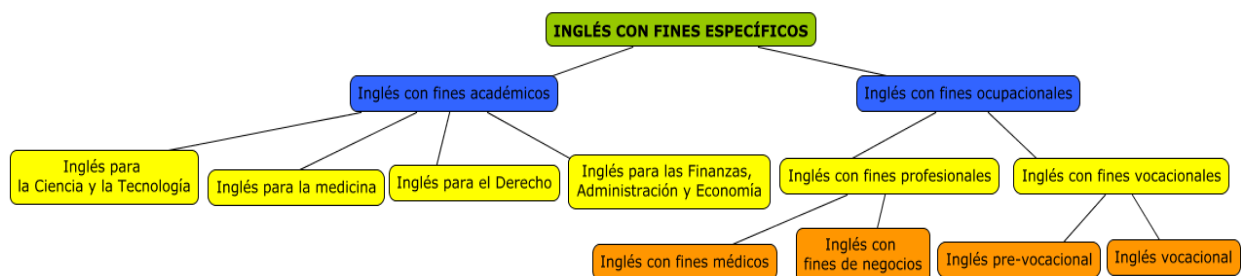 INGLÉS CON FINES ESPECÍFICOS
Inglés con fines académicos
Inglés con fines ocupacionales
Inglés para
la Ciencia y la Tecnología
Inglés para la medicina
Inglés para el Derecho
Inglés para las Finanzas,
Administración y Economía
Inglés con fines profesionales
Inglés con fines vocacionales
Inglés con fines médicos
Inglés con
fines de negocios
Inglés pre-vocacional
Inglés vocacional